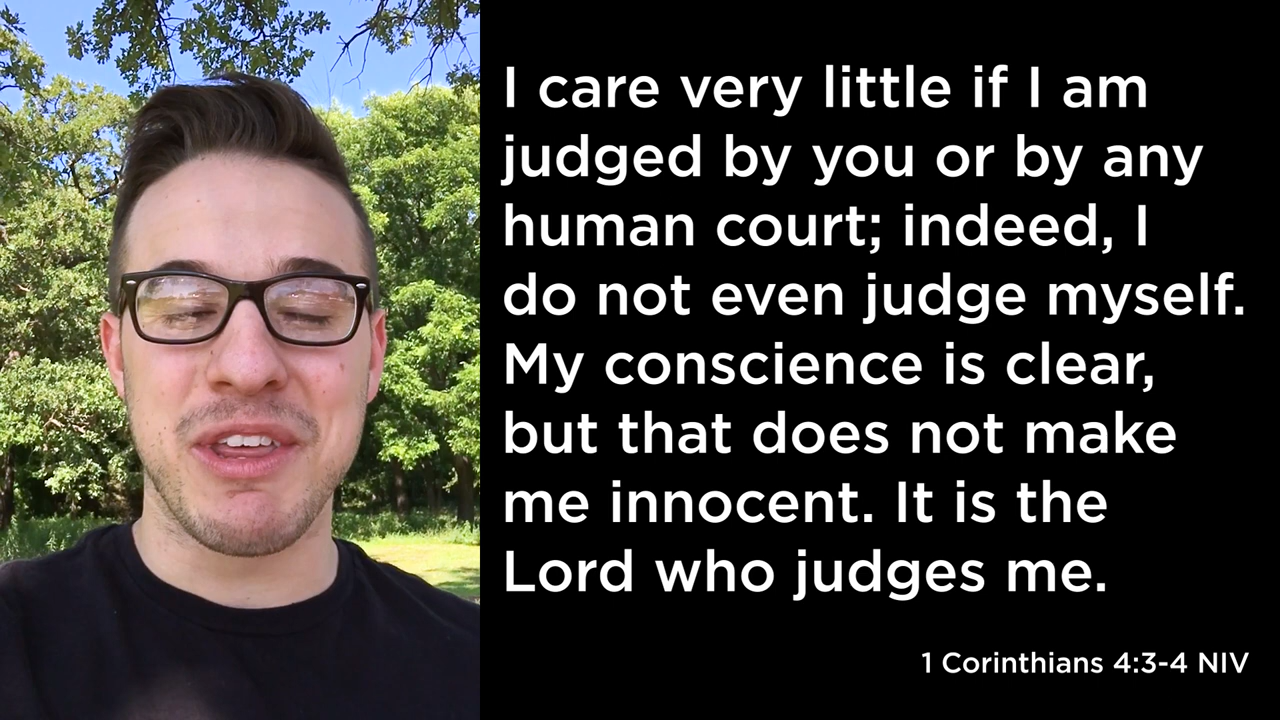 I care very little if I am
judged by you or by any
human court; indeed, I
do not even judge myself.
My conscience is clear,
but that does not make
me innocent. It is the
Lord who judges me.
1 Corinthians 4:3-4 NIV